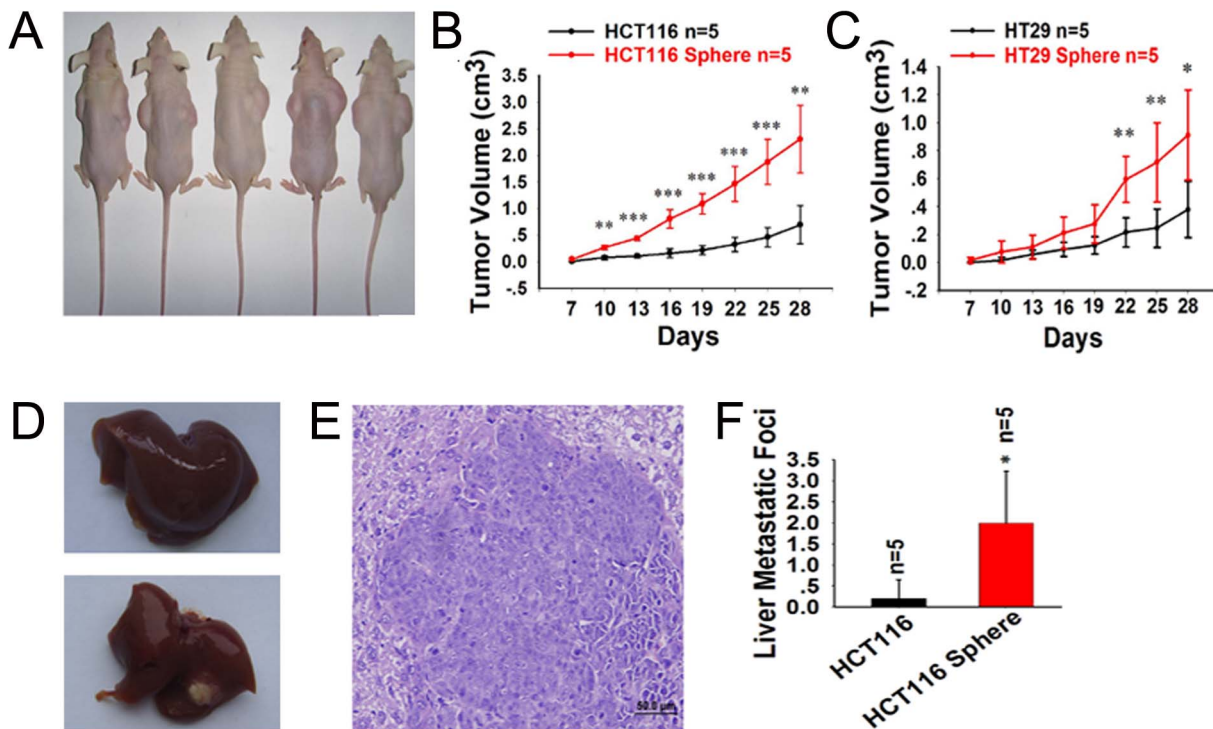 A
B
HCT116 n=5
HCT116 Sphere n=5
Tumor Volume (cm3)
3.5
3.0
2.5
2.0
1.5
1.0
.5
0.0
-.5
** *** *** *** *** *** **
7 10 13 16 19 22 25 28
Days
C
HT29 n=5
HT29 Sphere n=5
Tumor Volume (cm3)
1.4
1.2
1.0
.8
.6
.4
.2
0.0
-.2
** ** *
7 10 13 16 19 22 25 28
Days
D
E
50.0 μm
F
Liver Metastatic Foci
3.5
3.0
2.5
2.0
1.5
1.0
.5
0.0
n=5
* n=5
HCT116
HCT116 Sphere